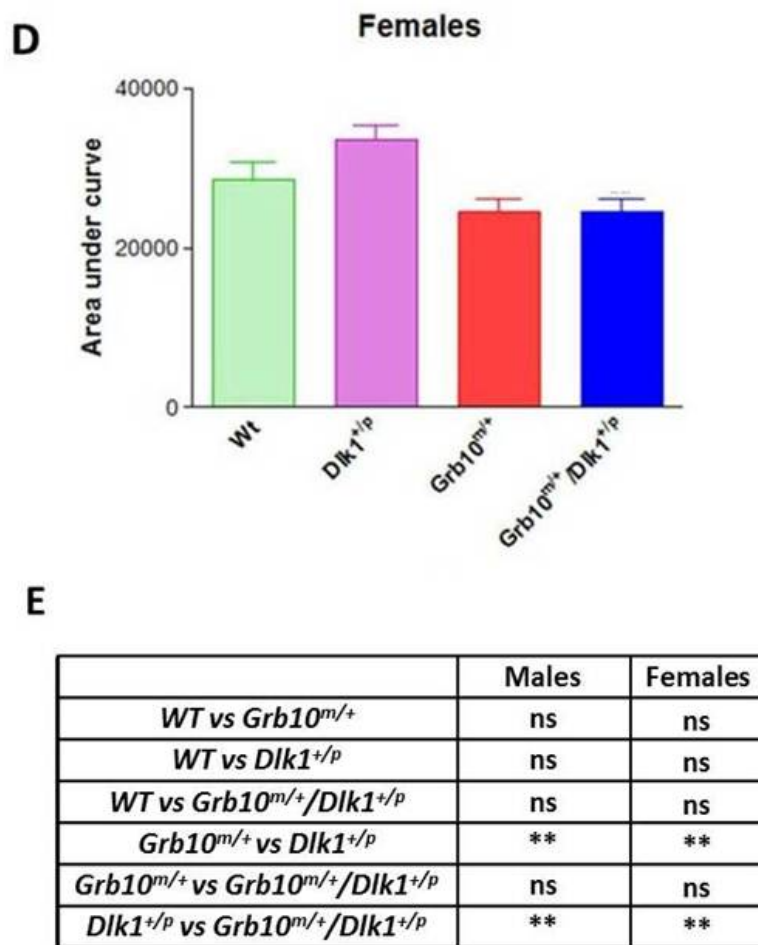 D
Females
40000
20000
0
Area under curve
Wt
Dlk1+/p
Grb10m/+
Grb10m/+ /Dlk1+/p
E
Males Females
WT vs Grb10m/+ ns ns
WT vs Dlk1+/p ns ns
WT vs Grb10m/+/Dlk1+/p ns ns
Grb10m/+ vs Dlk1+/p ** **
Grb10m/+ vs Grb10m/+/Dlk1+/p ns ns
Dlk1+/p vs Grb10m/+/Dlk1+/p ** **